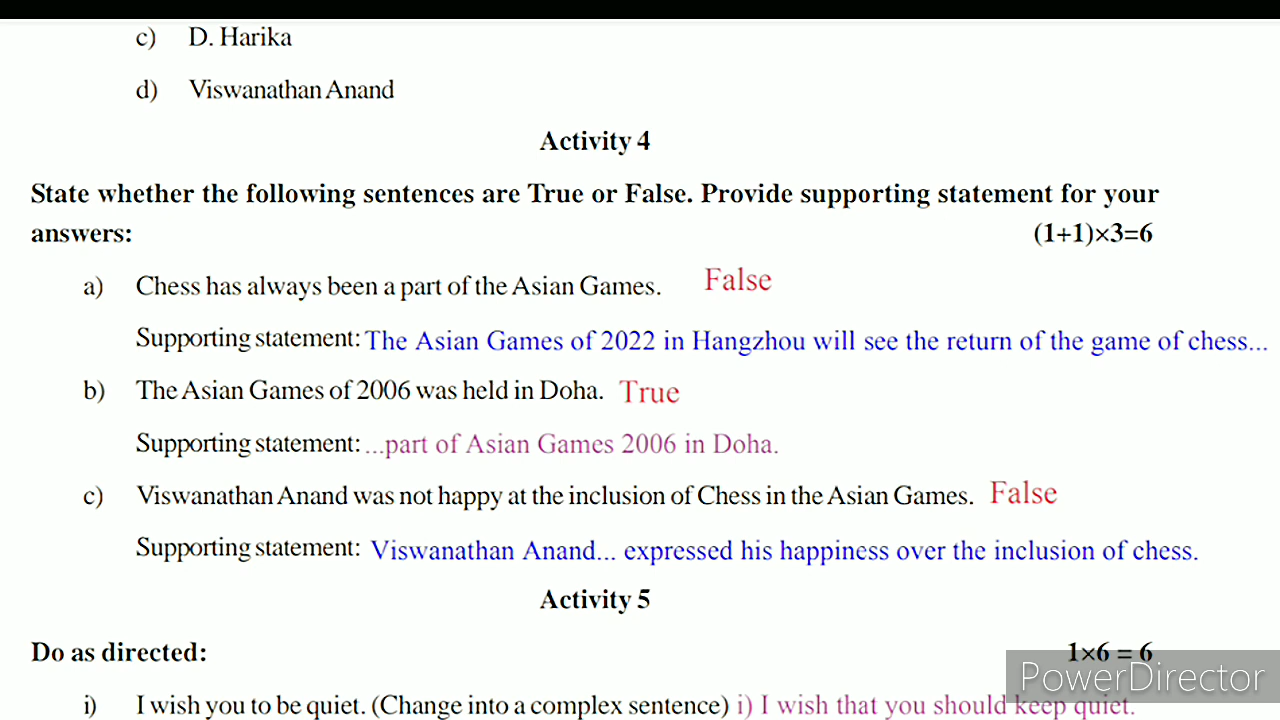 c) D. Harika
d) Viswanathan Anand
Activity 4
State whether the following sentences are True or False. Provide supporting statement for your
answers: (1+1)×3=6
a) Chess has always been a part of the Asian Games. False
Supporting statement: The Asian Games of 2022 in Hangzhou will see the return of the game of chess...
b) The Asian Games of 2006 was held in Doha. True
Supporting statement: ...part of Asian Games 2006 in Doha.
c) Viswanathan Anand was not happy at the inclusion of Chess in the Asian Games. False
Supporting statement: Viswanathan Anand... expressed his happiness over the inclusion of chess.
Activity 5
Do as directed: 1×6 = 6
PowerDirector
i) I wish you to be quiet. (Change into a complex sentence) i) I wish that you should keep quiet.